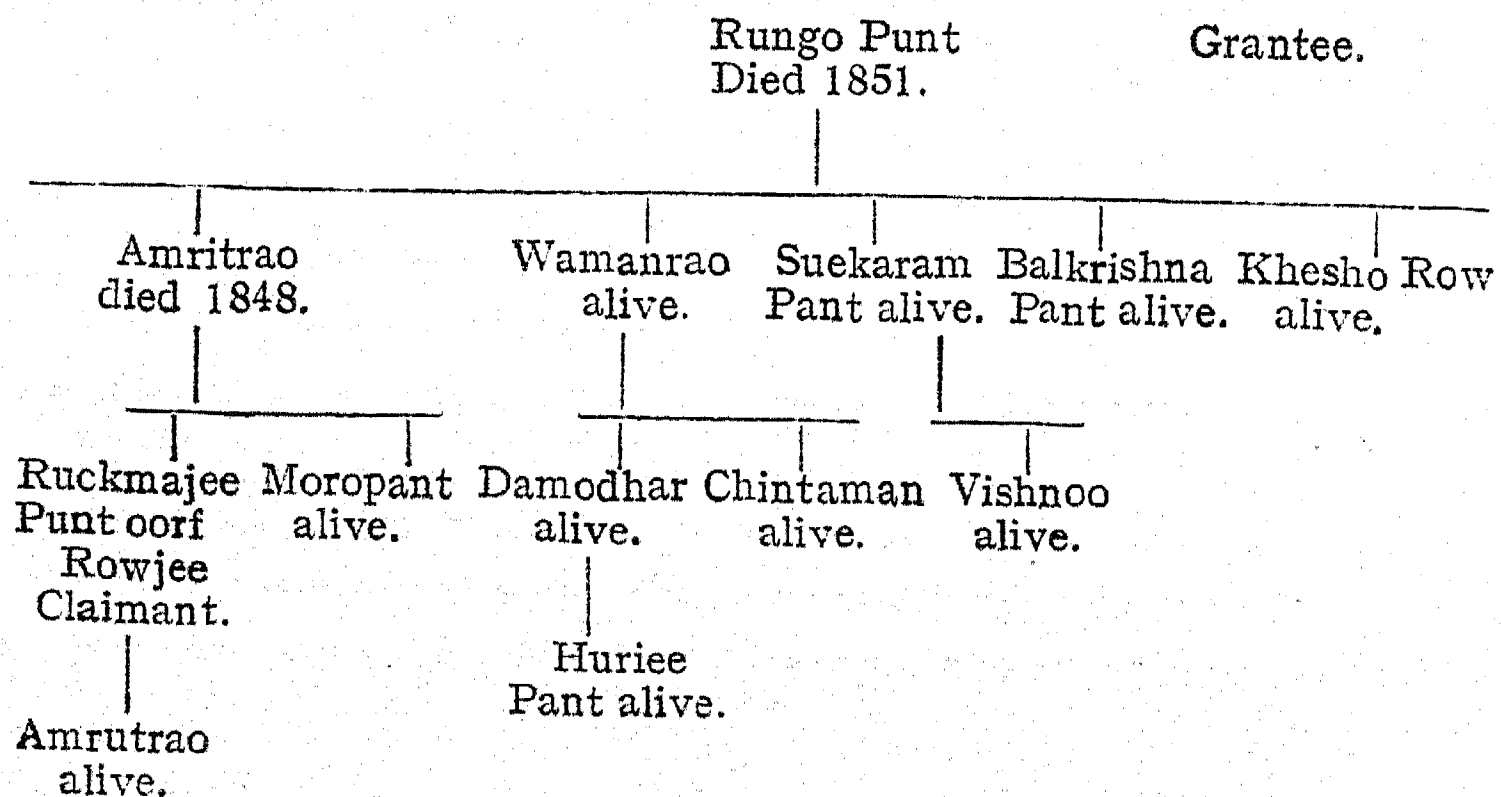 Rungo Punt
Died 1851.
Grantee.
Amritrao
died 1848.
Wamanrao
alive.
Suekaram
Pant alive.
Balkrishna
Pant alive.
Khesho Row
alive.
Ruckmajee
Punt oorf
Rowjee
Claimant.
Moropant
alive.
Damodhar
alive.
Chintaman
alive.
Vishnoo
alive.
Amrutrao
alive.
Huriee
Pant alive.